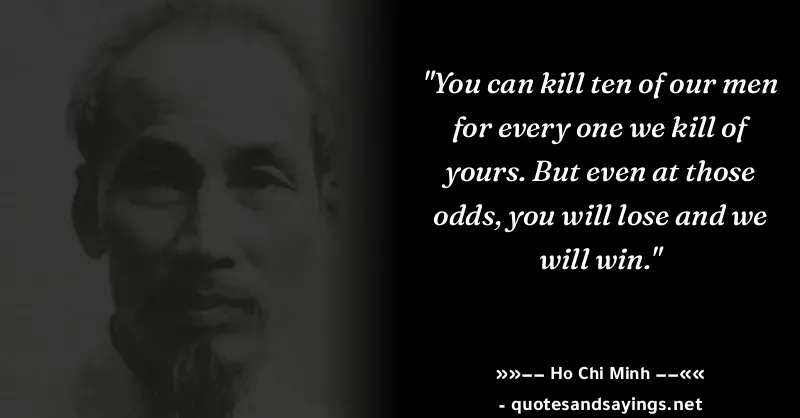 "You can kill ten of our men
for every one we kill of
yours. But even at those
odds, you will lose and we
will win."
»»−− Ho Chi Minh −−««
- quotesandsayings.net